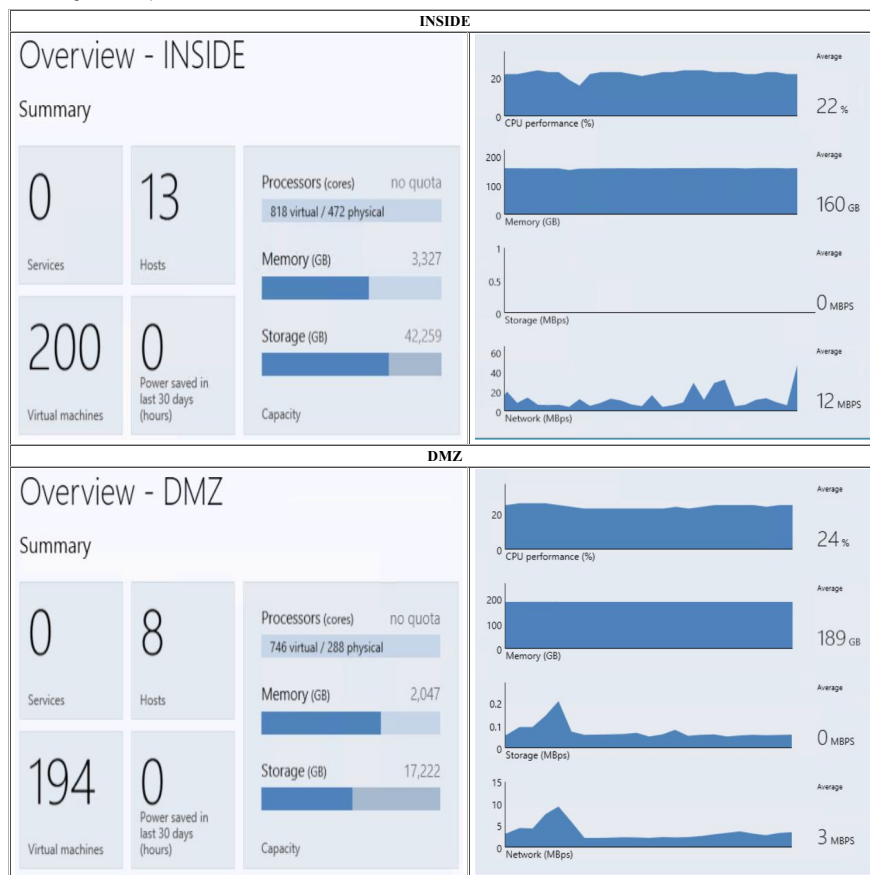 INSIDE
Overview - INSIDE
Summary
0
Services
13
Hosts
200
Virtual machines
0
Power saved in
last 30 days
(hours)
Processors (cores) no quota
818 virtual / 472 physical
Memory (GB) 3,327
Storage (GB) 42,259
Capacity
20
0
CPU performance (%)
Average
22 %
200
100
0
Memory (GB)
Average
160 GB
1
0.5
0
Storage (MBps)
Average
0 MBPS
60
40
20
0
Network (MBps)
Average
12 MBPS
DMZ
Overview - DMZ
Summary
0
Services
8
Hosts
194
Virtual machines
0
Power saved in
last 30 days
(hours)
Processors (cores) no quota
746 virtual / 288 physical
Memory (GB) 2,047
Storage (GB) 17,222
Capacity
20
0
CPU performance (%)
Average
24 %
200
100
0
Memory (GB)
Average
189 GB
0.2
0.1
0
Storage (MBps)
Average
0 MBPS
15
10
5
0
Network (MBps)
Average
3 MBPS